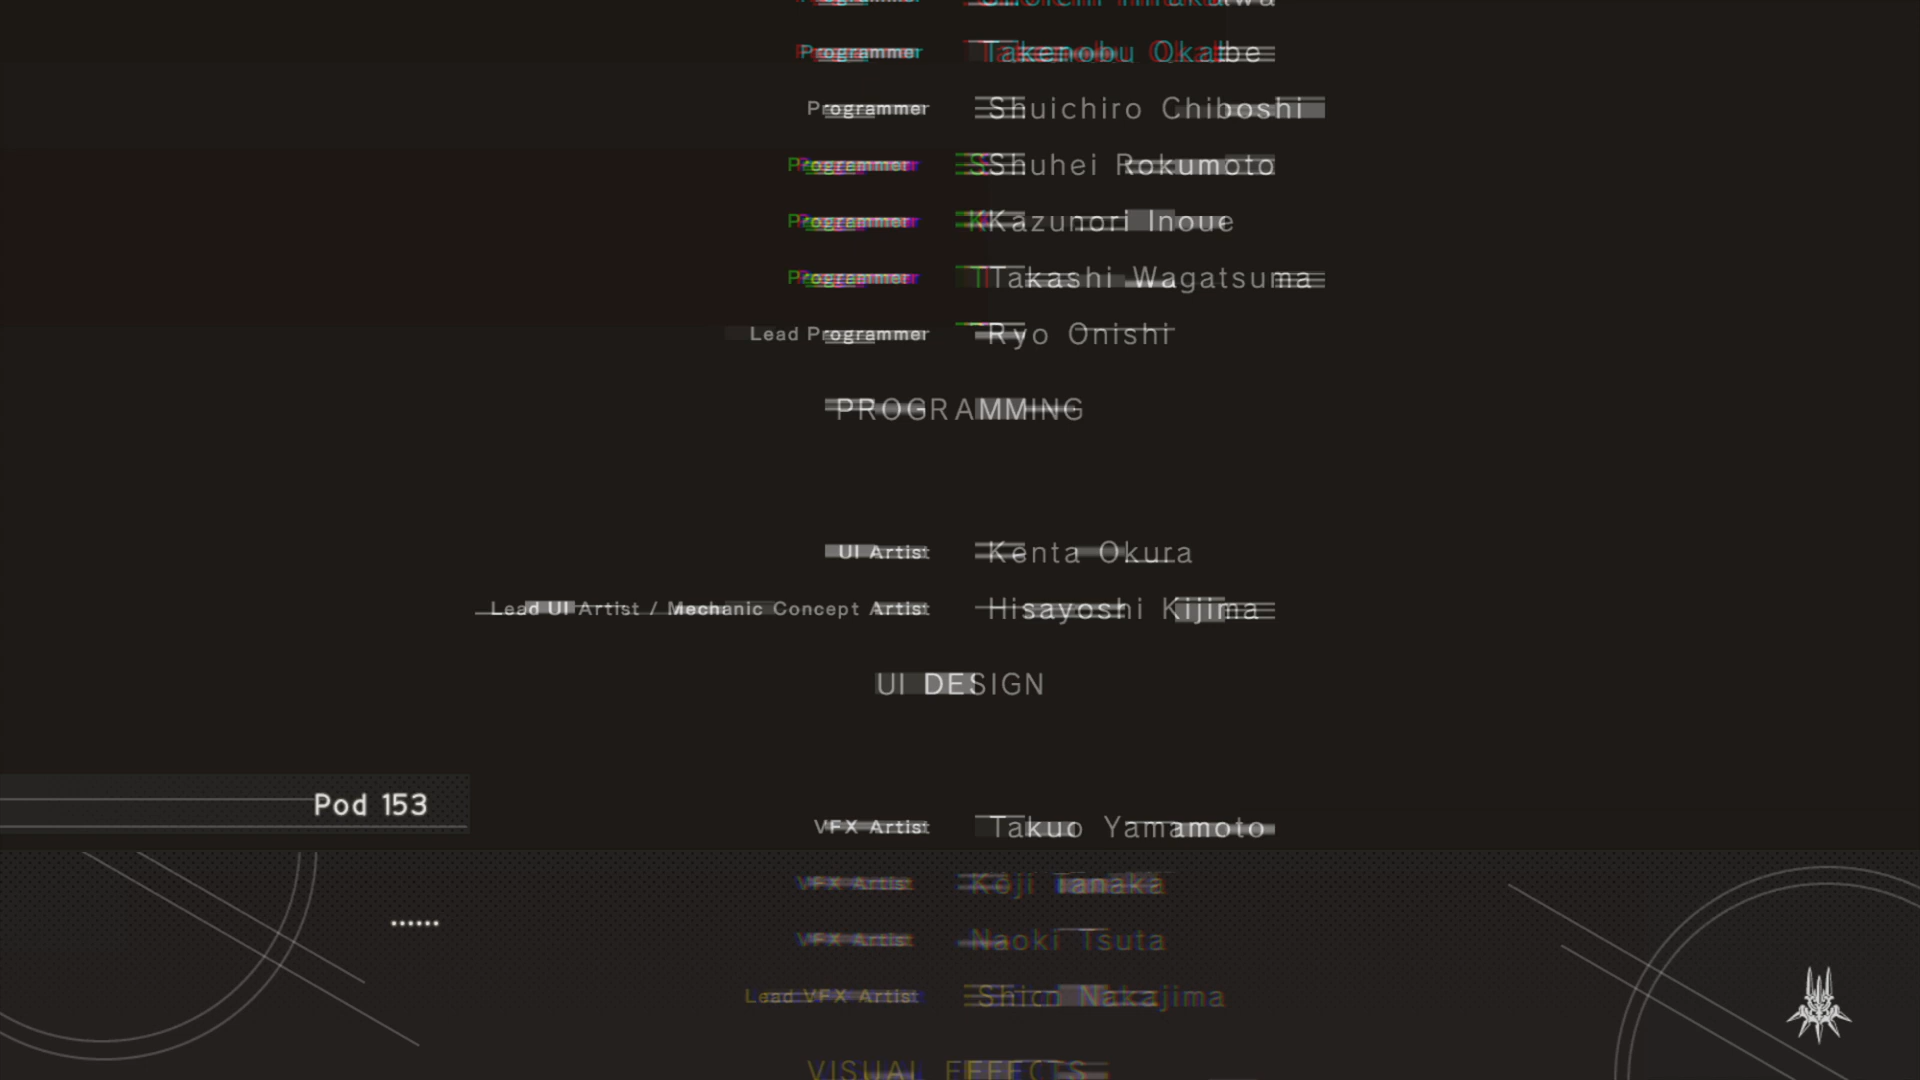 Programmer Takenobu Okabe
Programmer Shuichiro Chiboshi
Programmer Shuhei Rokumoto
Programmer Kazunori Inoue
Programmer Takashi Wagatsuma
Lead Programmer Ryo Onishi
PROGRAMMING
UI Artist Kenta Okura
Lead UI Artist / Mechanic Concept Artist Hisayoshi Kijima
UI DESIGN
Pod 153
VFX Artist Takuo Yamamoto
VFX Artist Koji Tanaka
······
VFX Artist Naoki Tsuta
Lead VFX Artist Nakajima
VISUAL EFFECTS